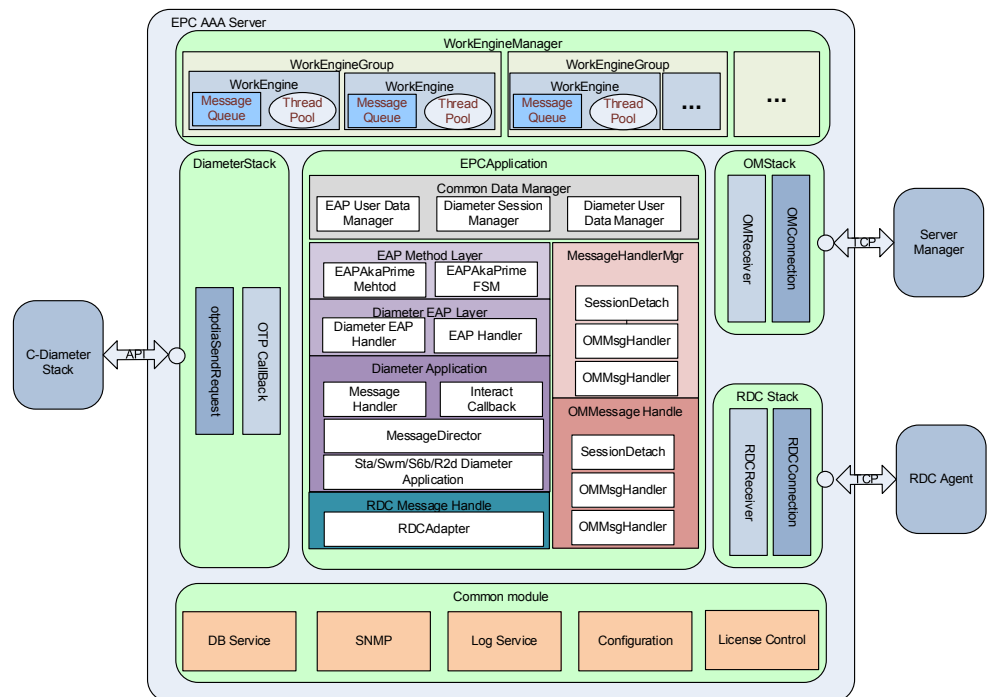 EPC AAA Server
WorkEngineManager
WorkEngineGroup
WorkEngine
Message
Queue
Thread
Pool
WorkEngine
Message
Queue
Thread
Pool
WorkEngineGroup
WorkEngine
Message
Queue
Thread
Pool
...
...
DiameterStack
otpdiaSendRequest
OTP CallBack
C-Diameter
Stack
API
EPCApplication
Common Data Manager
EAP User Data
Manager
Diameter Session
Manager
Diameter User
Data Manager
EAP Method Layer
EAPAkaPrime
Mehtod
EAPAkaPrime
FSM
Diameter EAP Layer
Diameter EAP
Handler
EAP Handler
Diameter Application
Message
Handler
Interact
Callback
MessageDirector
Sta/Swm/S6b/R2d Diameter
Application
RDC Message Handle
RDCAdapter
MessageHandlerMgr
SessionDetach
OMMsgHandler
OMMsgHandler
OMMessage Handle
SessionDetach
OMMsgHandler
OMMsgHandler
OMStack
OMReceiver
OMConnection
TCP
Server
Manager
RDC Stack
RDCReceiver
RDCConnection
TCP
RDC Agent
Common module
DB Service
SNMP
Log Service
Configuration
License Control